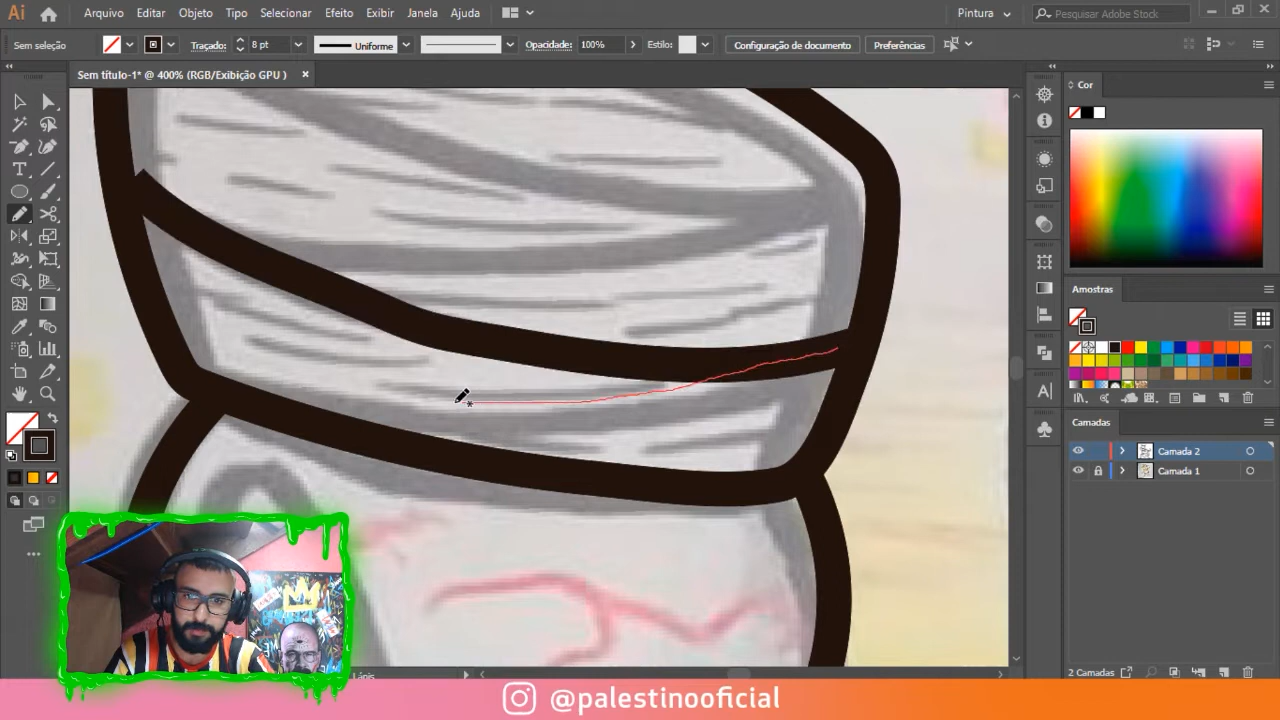 Ai Arquivo Editar Objeto Tipo Selecionar Efeito Exibir Janela Ajuda Pintura Pesquisar Adobe Stock
Sem seleção Traçado: 8 pt Uniforme Opacidade: 100% Estilo: Configuração de documento Preferências
Sem título-1* @ 400% (RGB/Exibição GPU )
Cor
Amostras
Camadas
Camada 2
Camada 1
2 Camadas
Lápis
@palestinooficial